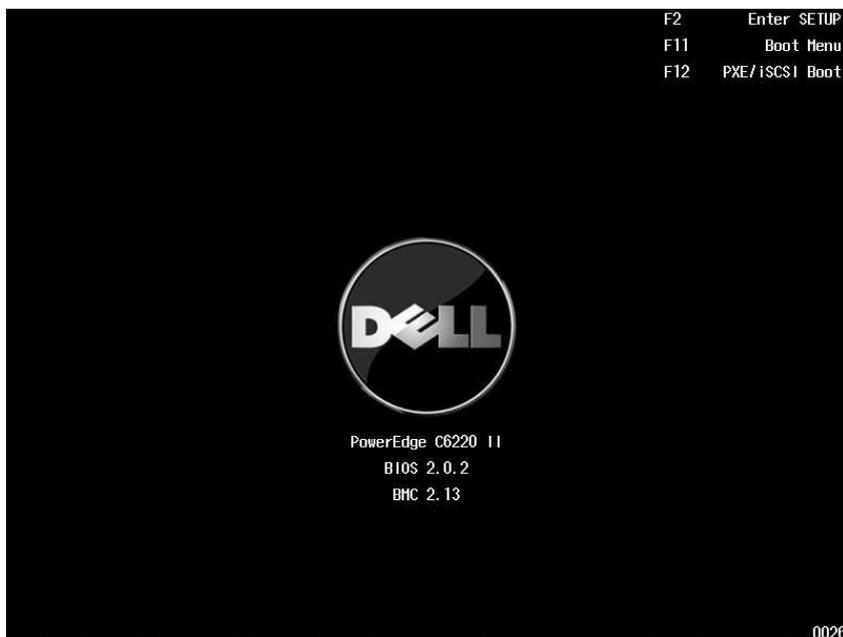 F2 Enter SETUP
F11 Boot Menu
F12 PXE/iSCSI Boot
DELL
PowerEdge C6220 II
BIOS 2.0.2
BMC 2.13